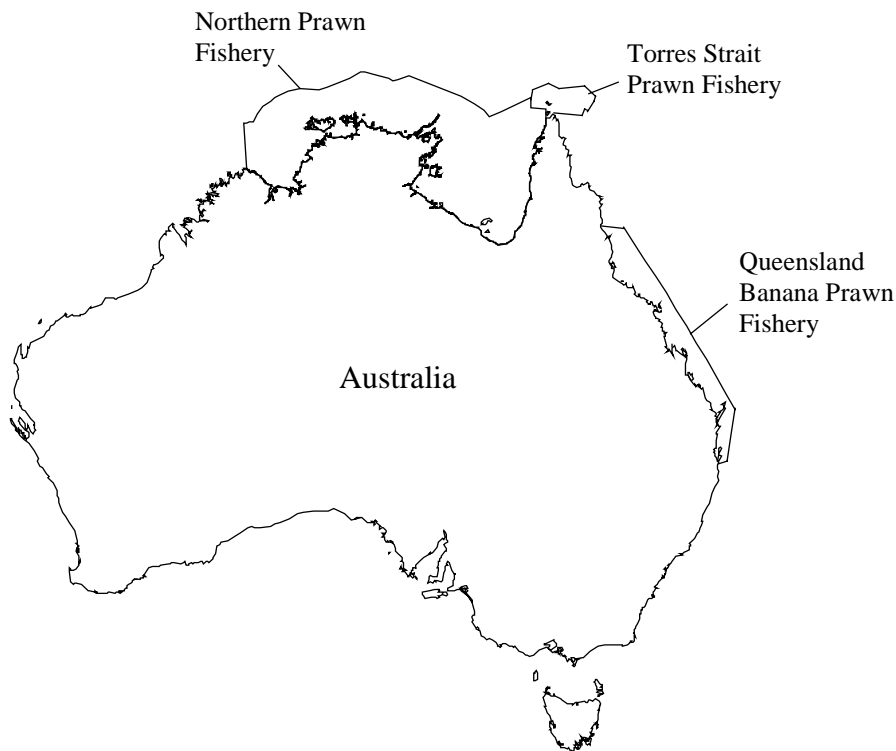 Northern Prawn
Fishery
Torres Strait
Prawn Fishery
Queensland
Banana Prawn
Fishery
Australia